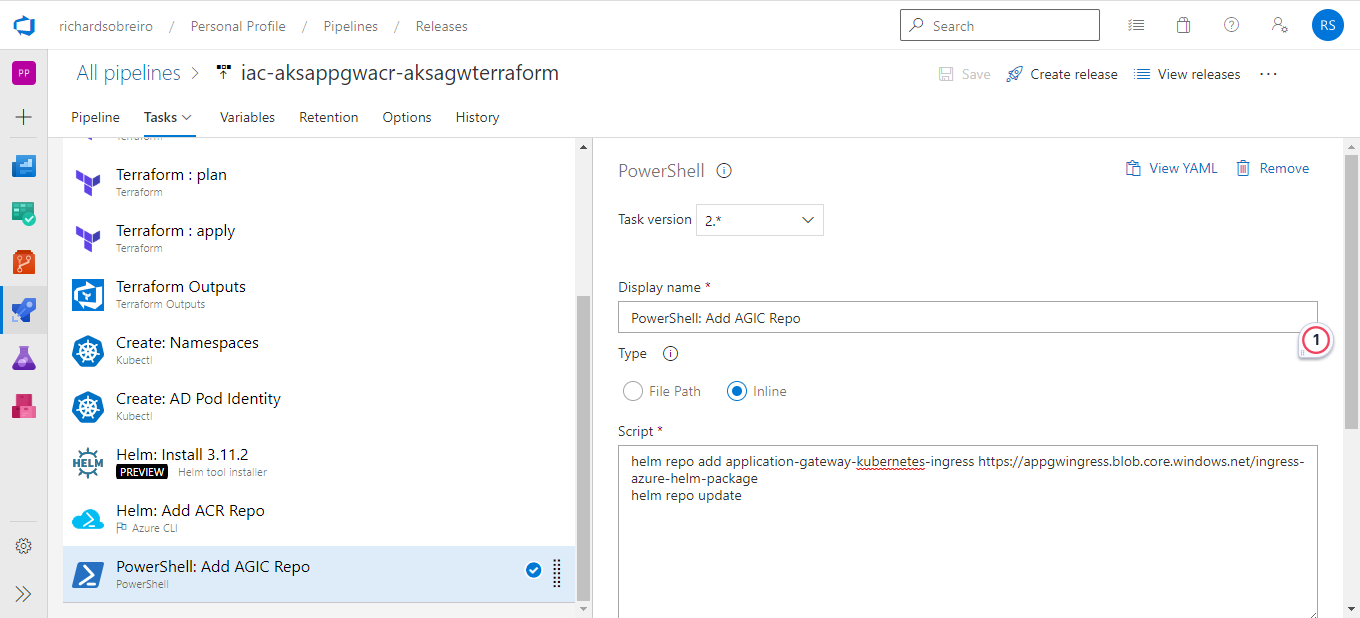 richardsobreiro / Personal Profile / Pipelines / Releases
Search
RS
PP
All pipelines > iac-aksappgwacr-aksagwterraform
Save
Create release
View releases
Pipeline
Tasks
Variables
Retention
Options
History
Terraform
Terraform : plan
Terraform
Terraform : apply
Terraform
Terraform Outputs
Terraform Outputs
Create: Namespaces
Kubectl
Create: AD Pod Identity
Kubectl
HELM
Helm: Install 3.11.2
PREVIEW Helm tool installer
Helm: Add ACR Repo
Azure CLI
PowerShell: Add AGIC Repo
PowerShell
PowerShell
View YAML
Remove
Task version 2.*
Display name *
PowerShell: Add AGIC Repo
1
Type
File Path
Inline
Script *
helm repo add application-gateway-kubernetes-ingress https://appgwingress.blob.core.windows.net/ingress-
azure-helm-package
helm repo update